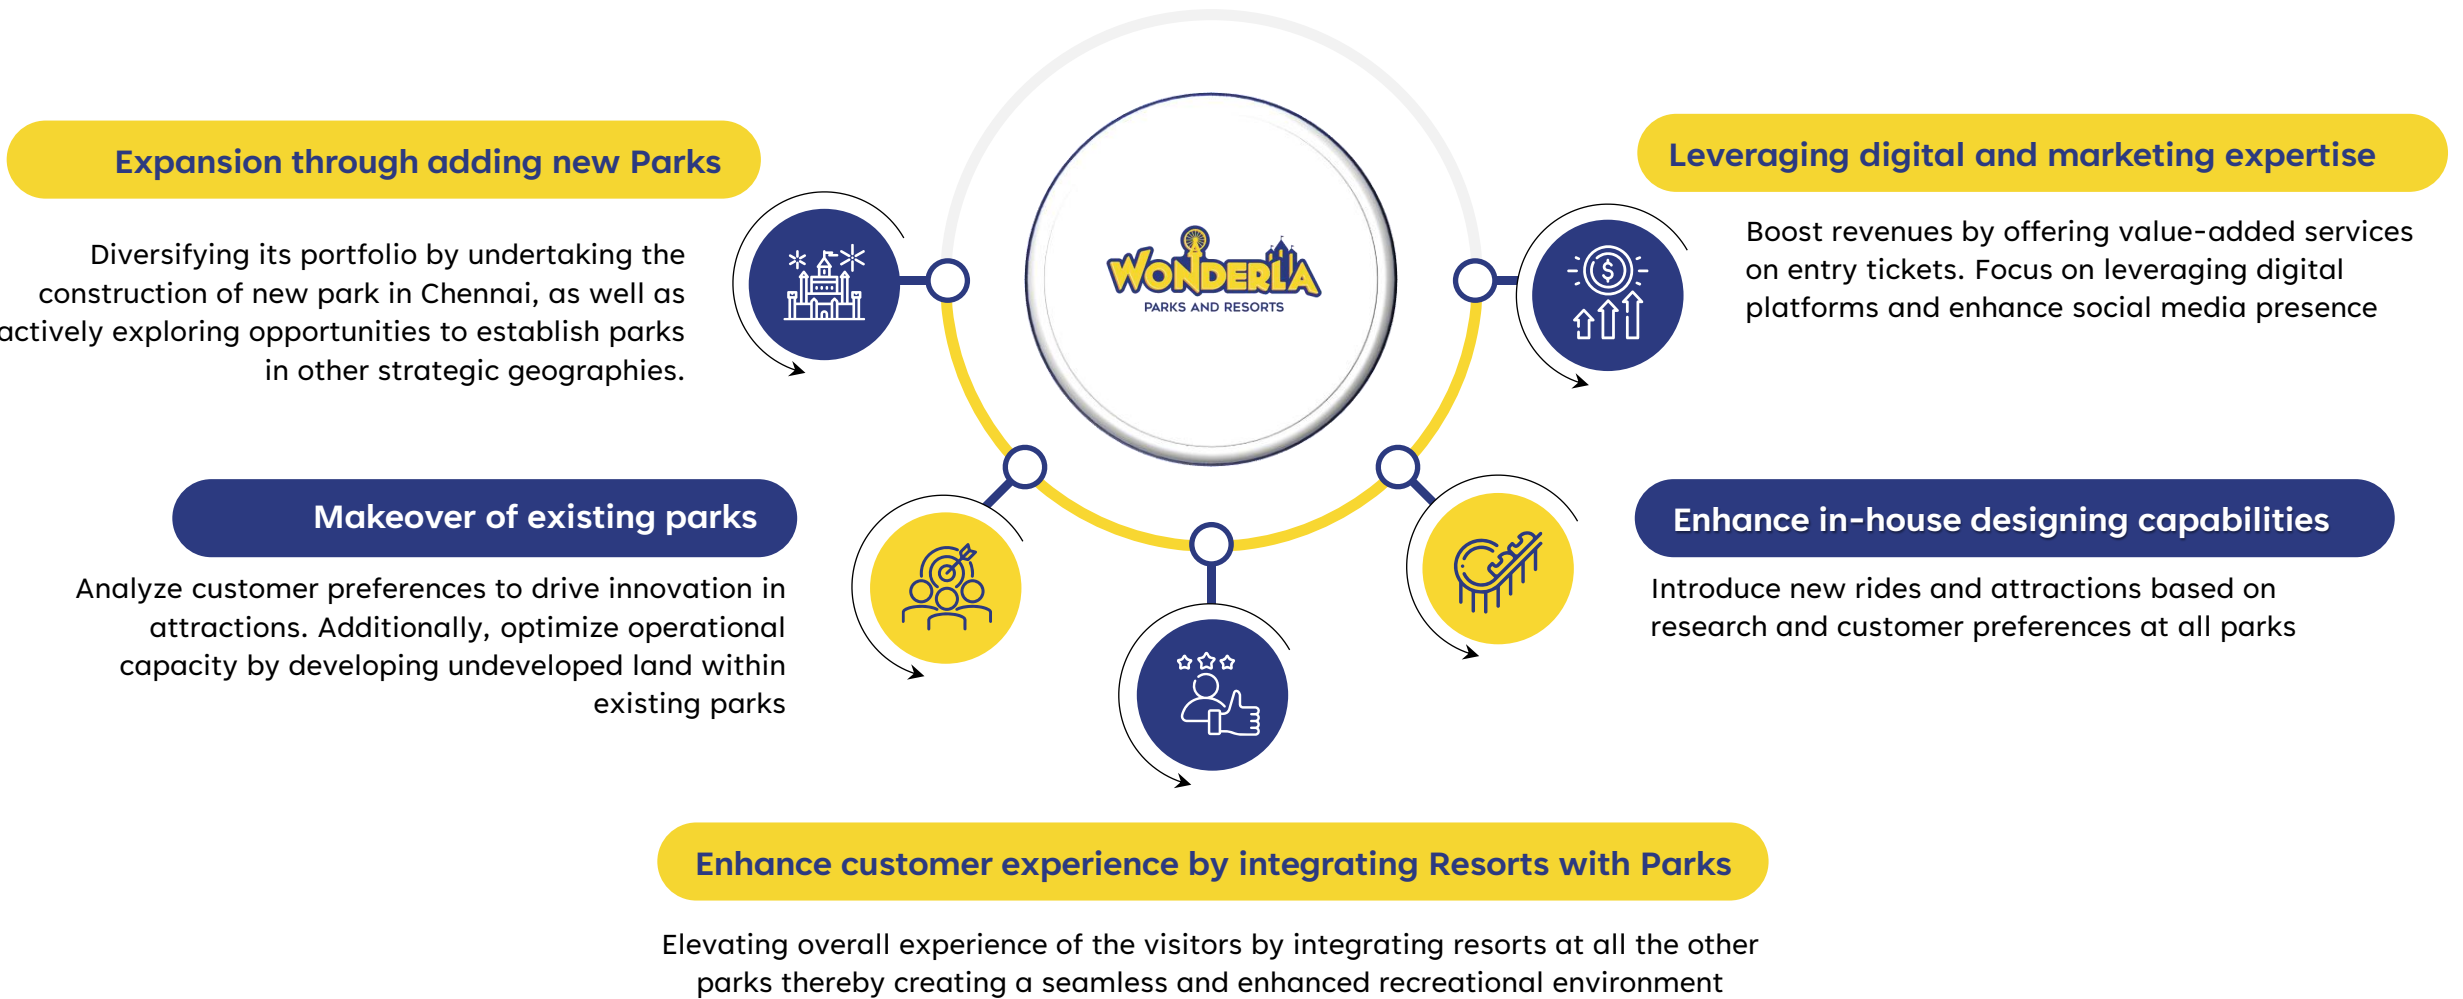 Expansion through adding new Parks
Diversifying its portfolio by undertaking the
construction of new park in Chennai, as well as
actively exploring opportunities to establish parks
in other strategic geographies.
Makeover of existing parks
Analyze customer preferences to drive innovation in
attractions. Additionally, optimize operational
capacity by developing undeveloped land within
existing parks
WONDERLA
PARKS AND RESORTS
Leveraging digital and marketing expertise
Boost revenues by offering value-added services
on entry tickets. Focus on leveraging digital
platforms and enhance social media presence
Enhance in-house designing capabilities
Introduce new rides and attractions based on
research and customer preferences at all parks
Enhance customer experience by integrating Resorts with Parks
Elevating overall experience of the visitors by integrating resorts at all the other
parks thereby creating a seamless and enhanced recreational environment